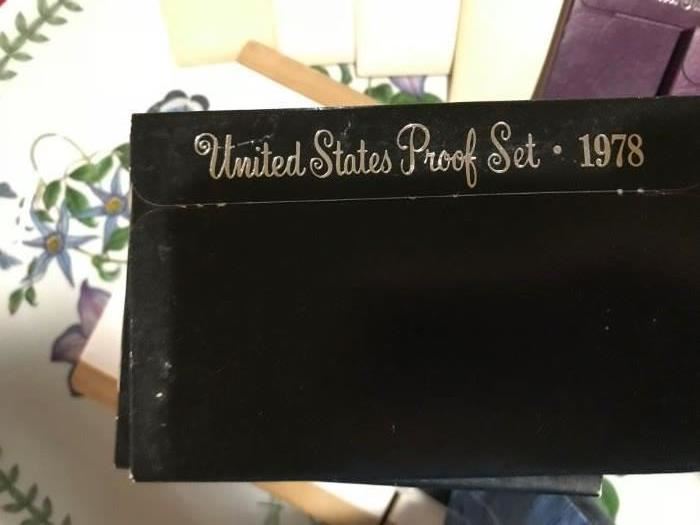 United States Proof Set • 1978